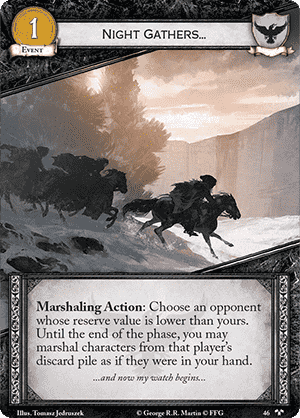 1
NIGHT GATHERS...
EVENT
Marshaling Action: Choose an opponent
whose reserve value is lower than yours.
Until the end of the phase, you may
marshal characters from that player's
discard pile as if they were in your hand.
...and now my watch begins...
Illus. Tomasz Jedruszek
© George R.R. Martin © FFG
46